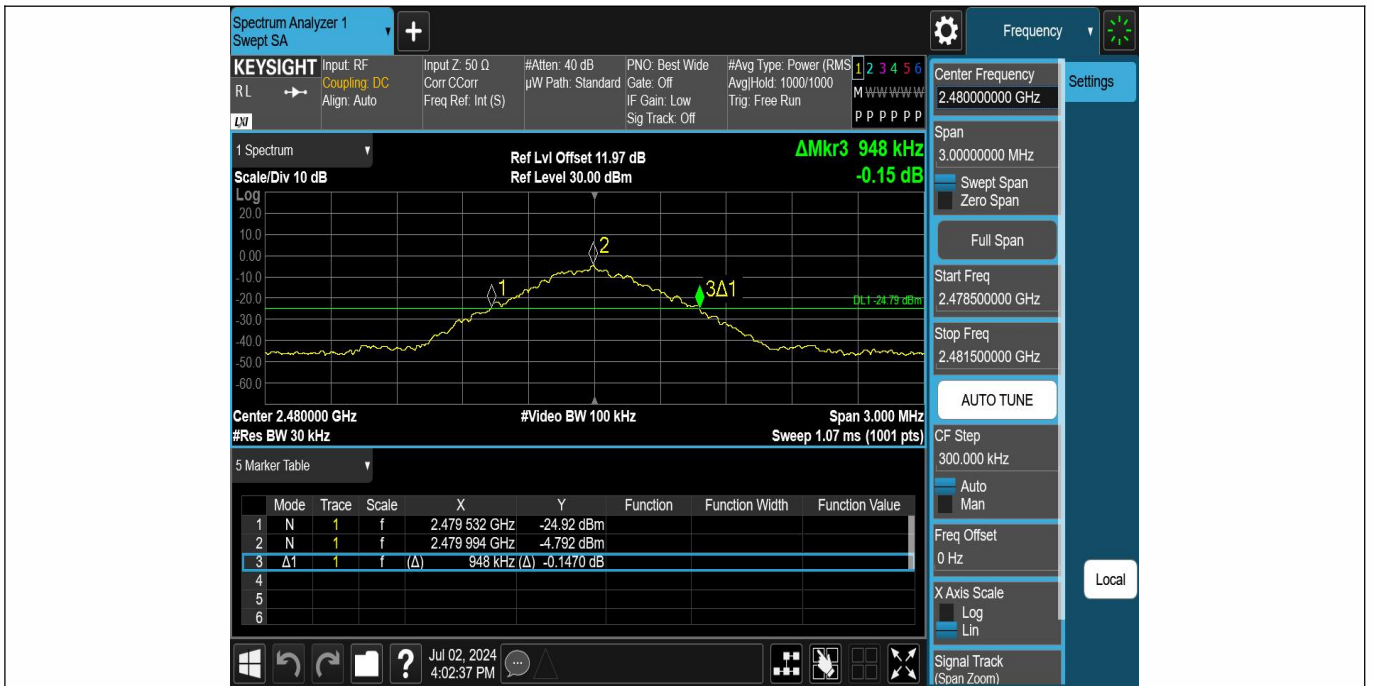 Spectrum Analyzer 1
Swept SA
Frequency
KEYSIGHT
RL
LXI
Input: RF
Coupling: DC
Align: Auto
Input Z: 50 Ω
Corr CCorr
Freq Ref: Int (S)
#Atten: 40 dB
µW Path: Standard
PNO: Best Wide
Gate: Off
IF Gain: Low
Sig Track: Off
#Avg Type: Power (RMS
Avg|Hold: 1000/1000
Trig: Free Run
1 2 3 4 5 6
M W W W W W
P P P P P P
1 Spectrum
Scale/Div 10 dB
Ref Lvl Offset 11.97 dB
Ref Level 30.00 dBm
ΔMkr3 948 kHz
-0.15 dB
Log
20.0
10.0
0.00
-10.0
-20.0
-30.0
-40.0
-50.0
-60.0
1
2
3Δ1
DL1 -24.79 dBm
Center 2.480000 GHz
#Res BW 30 kHz
#Video BW 100 kHz
Span 3.000 MHz
Sweep 1.07 ms (1001 pts)
5 Marker Table
Mode Trace Scale X Y Function Function Width Function Value
1 N 1 f 2.479 532 GHz -24.92 dBm
2 N 1 f 2.479 994 GHz -4.792 dBm
3 Δ1 1 f (Δ) 948 kHz (Δ) -0.1470 dB
4
5
6
?
Jul 02, 2024
4:02:37 PM
Center Frequency
2.480000000 GHz
Span
3.00000000 MHz
Swept Span
Zero Span
Full Span
Start Freq
2.478500000 GHz
Stop Freq
2.481500000 GHz
AUTO TUNE
CF Step
300.000 kHz
Auto
Man
Freq Offset
0 Hz
X Axis Scale
Log
Lin
Signal Track
(Span Zoom)
Settings
Local